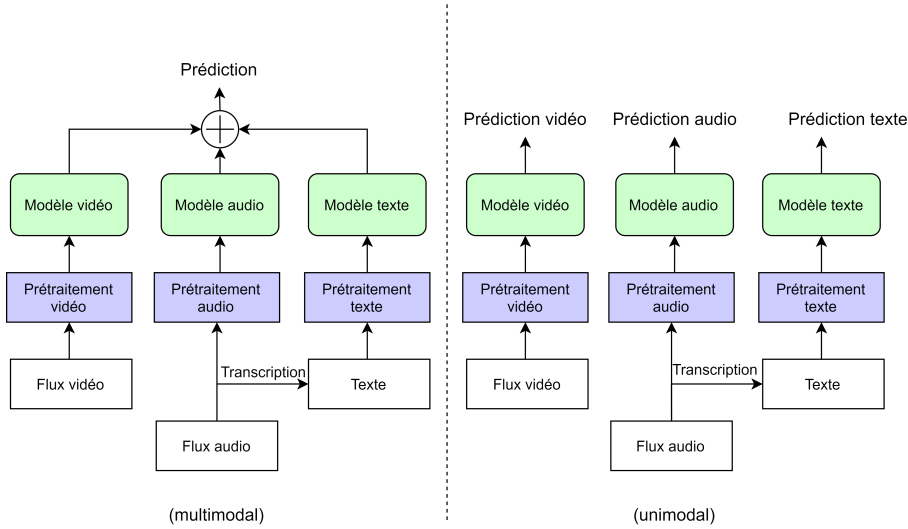 Prédiction
Modèle vidéo
Modèle audio
Modèle texte
Prétraitement
vidéo
Prétraitement
audio
Prétraitement
texte
Flux vidéo
Transcription
Texte
Flux audio
(multimodal)
Prédiction vidéo
Prédiction audio
Prédiction texte
Modèle vidéo
Modèle audio
Modèle texte
Prétraitement
vidéo
Prétraitement
audio
Prétraitement
texte
Flux vidéo
Transcription
Texte
Flux audio
(unimodal)